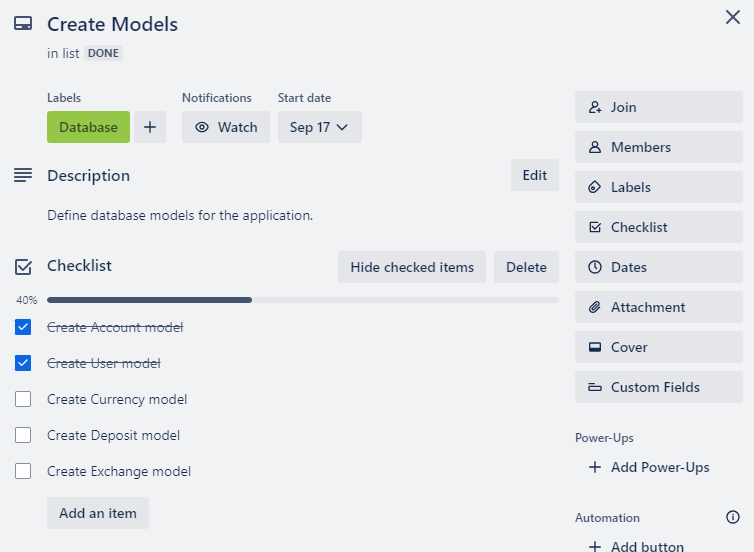 Create Models
in list DONE
Labels
Notifications
Start date
Database
Watch
Sep 17
Description
Edit
Define database models for the application.
Checklist
Hide checked items
Delete
40%
Create Account model
Create User model
Create Currency model
Create Deposit model
Create Exchange model
Add an item
Join
Members
Labels
Checklist
Dates
Attachment
Cover
Custom Fields
Power-Ups
+ Add Power-Ups
Automation
+ Add button